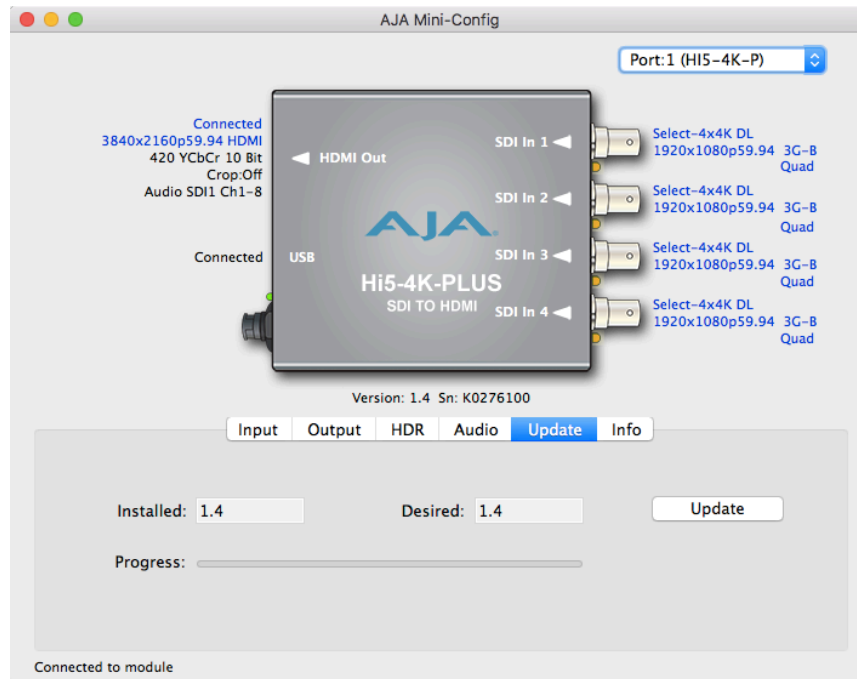 AJA Mini-Config
Port:1 (HI5-4K-P)
Connected
3840x2160p59.94 HDMI
420 YCbCr 10 Bit
Crop:Off
Audio SDI1 Ch1-8
Connected
HDMI Out
USB
AJA
Hi5-4K-PLUS
SDI TO HDMI
SDI In 1
SDI In 2
SDI In 3
SDI In 4
Select-4x4K DL
1920x1080p59.94 3G-B
Quad
Select-4x4K DL
1920x1080p59.94 3G-B
Quad
Select-4x4K DL
1920x1080p59.94 3G-B
Quad
Select-4x4K DL
1920x1080p59.94 3G-B
Quad
Version: 1.4 Sn: K0276100
Input Output HDR Audio Update Info
Installed: 1.4 Desired: 1.4 Update
Progress:
Connected to module